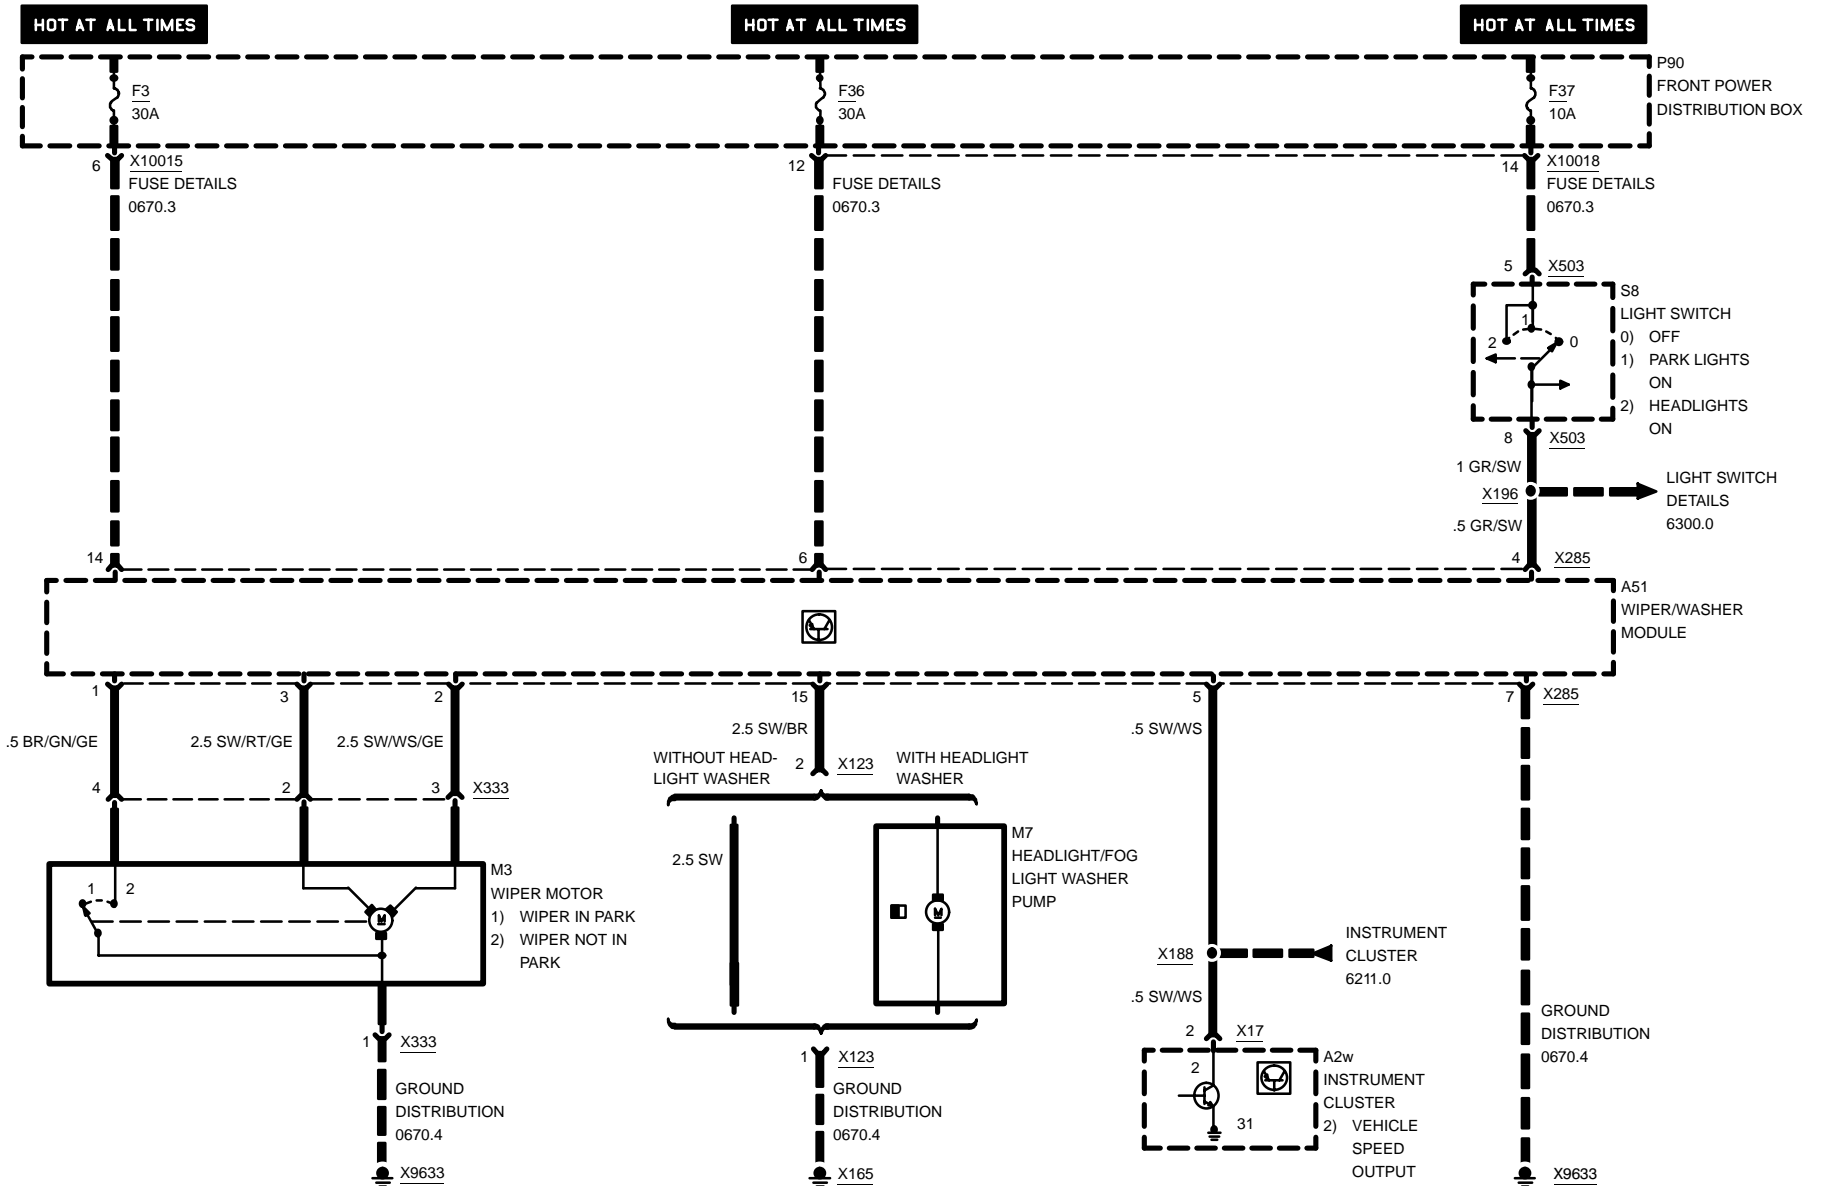 HOT AT ALL TIMES
HOT AT ALL TIMES
HOT AT ALL TIMES
P90
FRONT POWER
DISTRIBUTION BOX
F3
30A
F36
30A
F37
10A
6
X10015
FUSE DETAILS
0670.3
12
FUSE DETAILS
0670.3
14
X10018
FUSE DETAILS
0670.3
5
X503
S8
LIGHT SWITCH
0) OFF
1) PARK LIGHTS
ON
2) HEADLIGHTS
ON
1
2
0
8
X503
1 GR/SW
X196
LIGHT SWITCH
DETAILS
6300.0
.5 GR/SW
14
6
4
X285
A51
WIPER/WASHER
MODULE
1
3
2
15
5
7
X285
.5 BR/GN/GE
2.5 SW/RT/GE
2.5 SW/WS/GE
2.5 SW/BR
.5 SW/WS
WITHOUT HEAD-
LIGHT WASHER
2
X123
WITH HEADLIGHT
WASHER
4
2
3
X333
2.5 SW
M7
HEADLIGHT/FOG
LIGHT WASHER
PUMP
M
M3
WIPER MOTOR
1) WIPER IN PARK
2) WIPER NOT IN
PARK
1
2
M
X188
INSTRUMENT
CLUSTER
6211.0
.5 SW/WS
2
X17
1
X333
GROUND
DISTRIBUTION
0670.4
X9633
1
X123
GROUND
DISTRIBUTION
0670.4
X165
A2w
INSTRUMENT
CLUSTER
2) VEHICLE
SPEED
OUTPUT
2
31
GROUND
DISTRIBUTION
0670.4
X9633